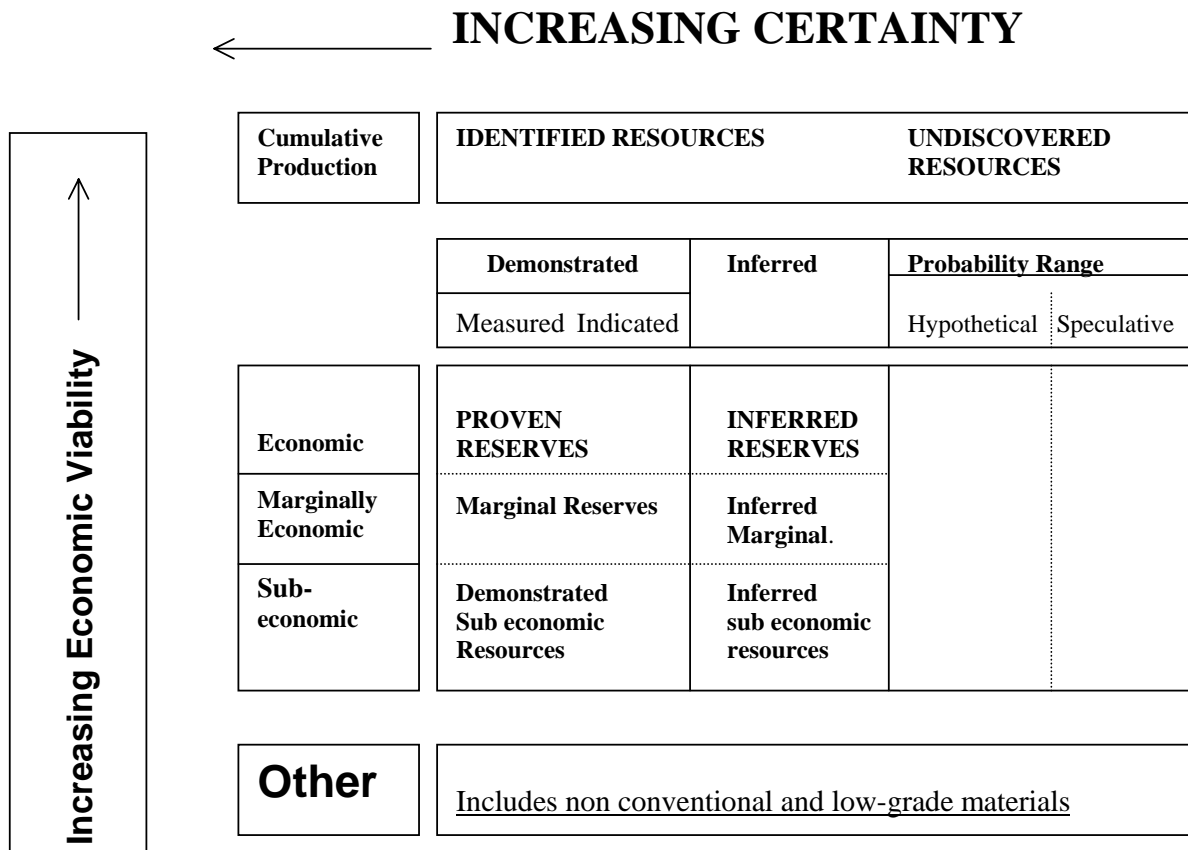 INCREASING CERTAINTY
Cumulative
Production
IDENTIFIED RESOURCES
UNDISCOVERED
RESOURCES
Demonstrated
Inferred
Probability Range
Measured Indicated
Hypothetical
Speculative
Increasing Economic Viability
Economic
PROVEN
RESERVES
INFERRED
RESERVES
Marginally
Economic
Marginal Reserves
Inferred
Marginal.
Sub-
economic
Demonstrated
Sub economic
Resources
Inferred
sub economic
resources
Other
Includes non conventional and low-grade materials